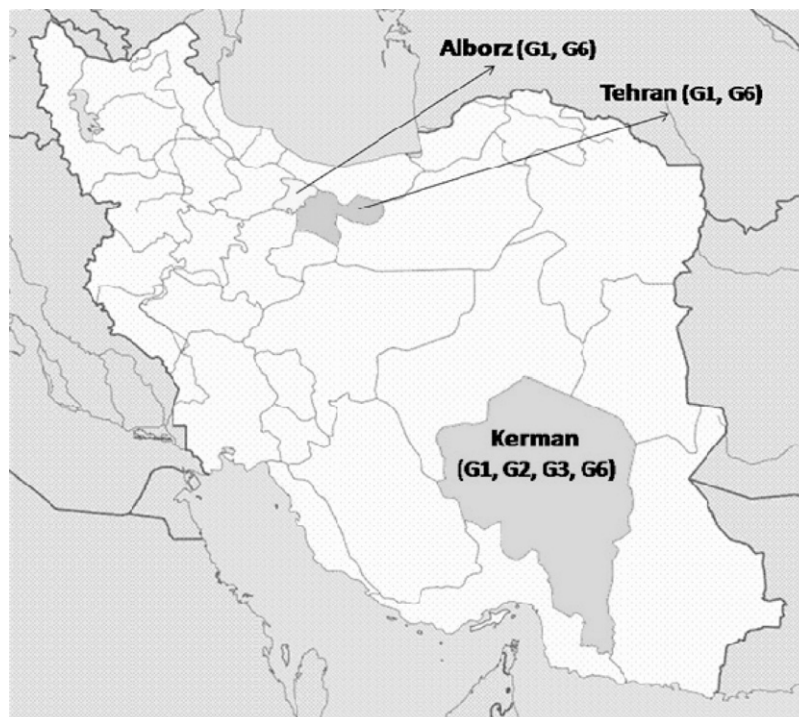 Alborz (G1, G6)
Tehran (G1, G6)
Kerman
(G1, G2, G3, G6)